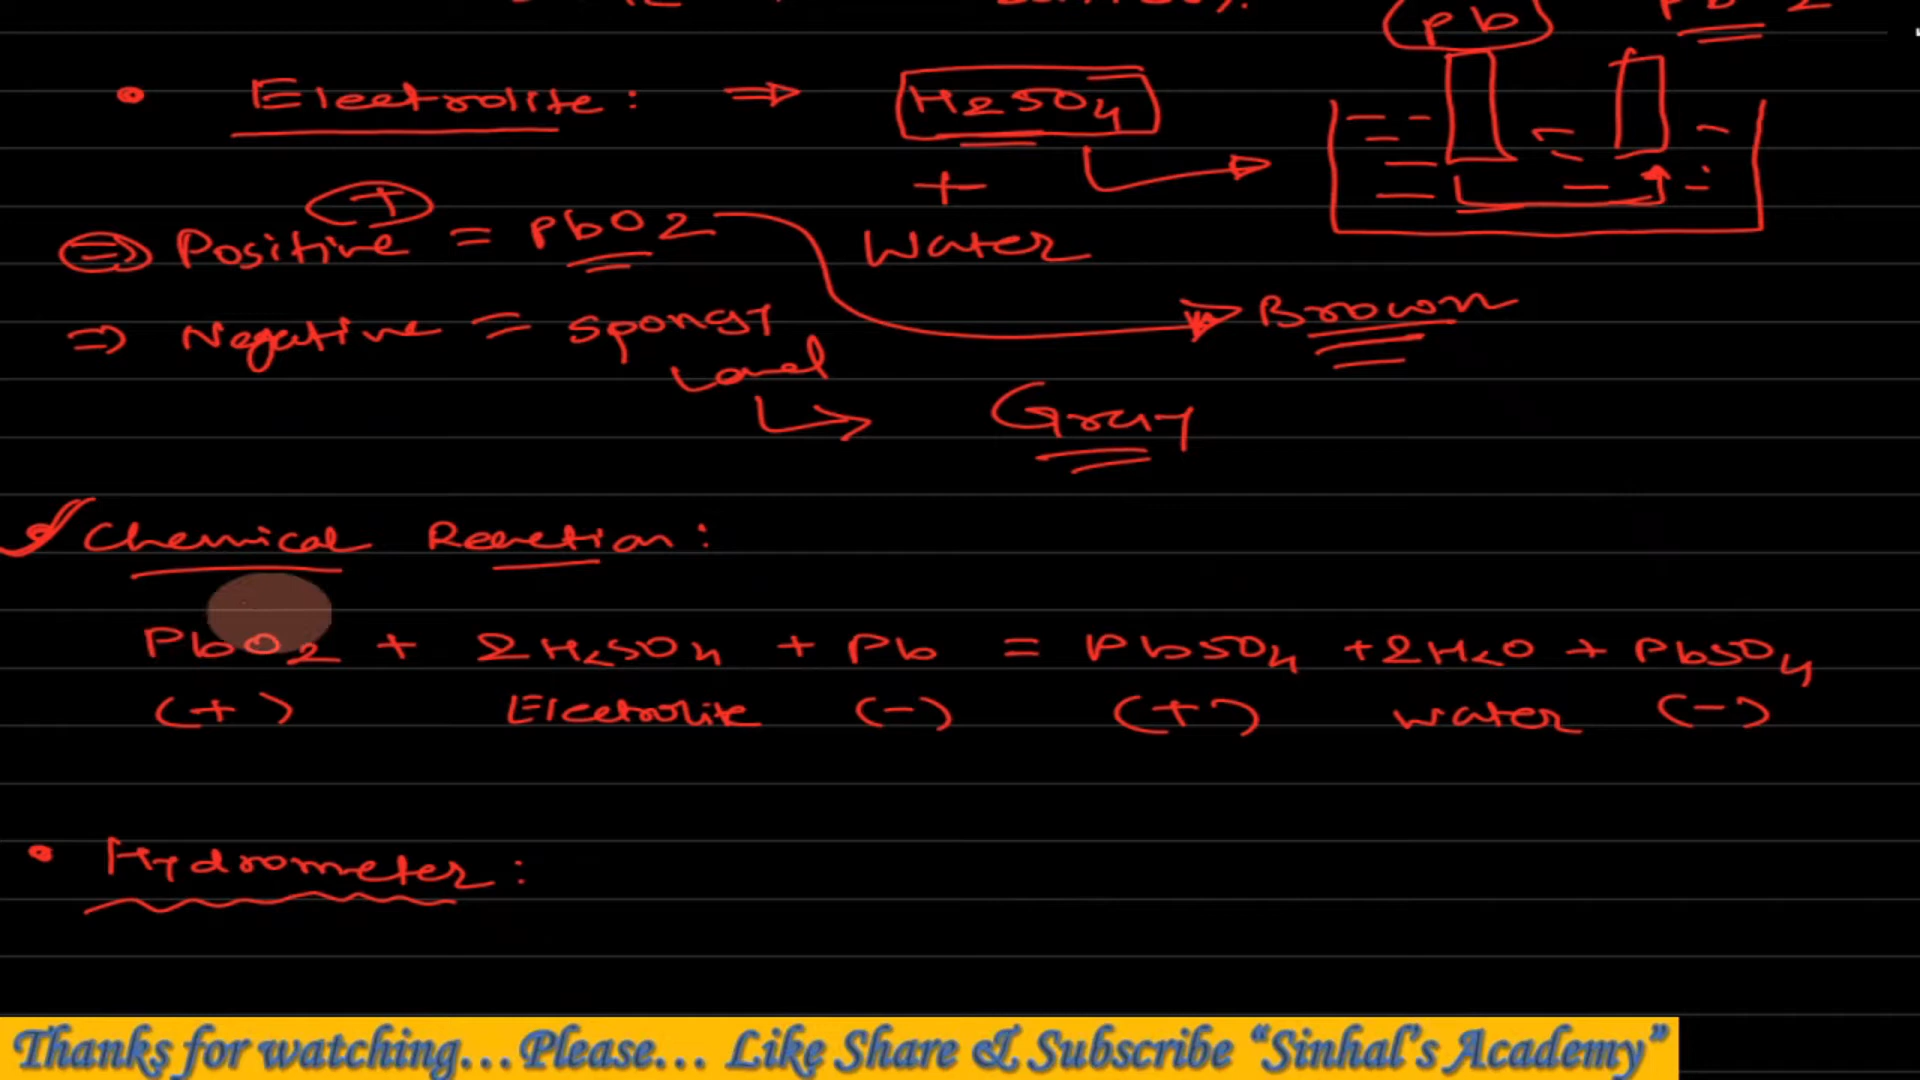 Pb
• Electrolite : ⇒ H2SO4
+
⇒ Positive (+) = PbO2 Water
→ Brown
⇒ Negative = Spongy
Lead
→ Gray
Chemical Reaction :
PbO2 + 2H2SO4 + Pb = PbSO4 + 2H2O + PbSO4
(+) Electrolite (-) (+) Water (-)
• Hydrometer :
Thanks for watching... Please... Like Share & Subscribe "Sinhal's Academy"